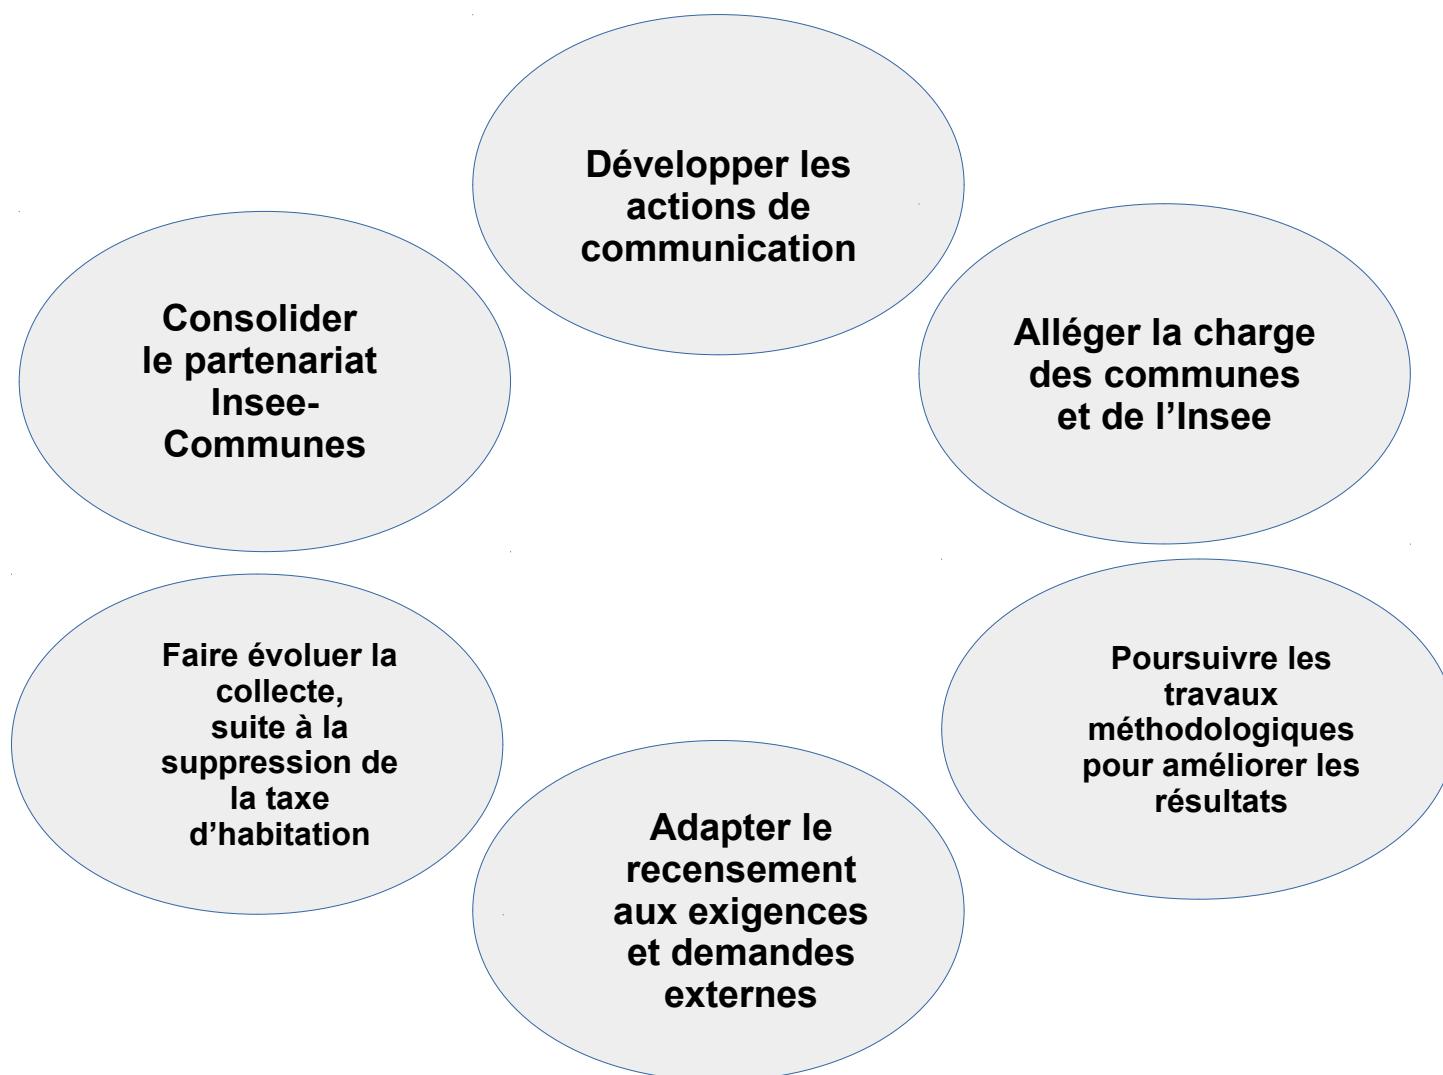 Développer les
actions de
communication
Consolider
le partenariat
Insee-
Communes
Alléger la charge
des communes
et de l’Insee
Faire évoluer la
collecte,
suite à la
suppression de
la taxe
d’habitation
Poursuivre les
travaux
méthodologiques
pour améliorer les
résultats
Adapter le
recensement
aux exigences
et demandes
externes